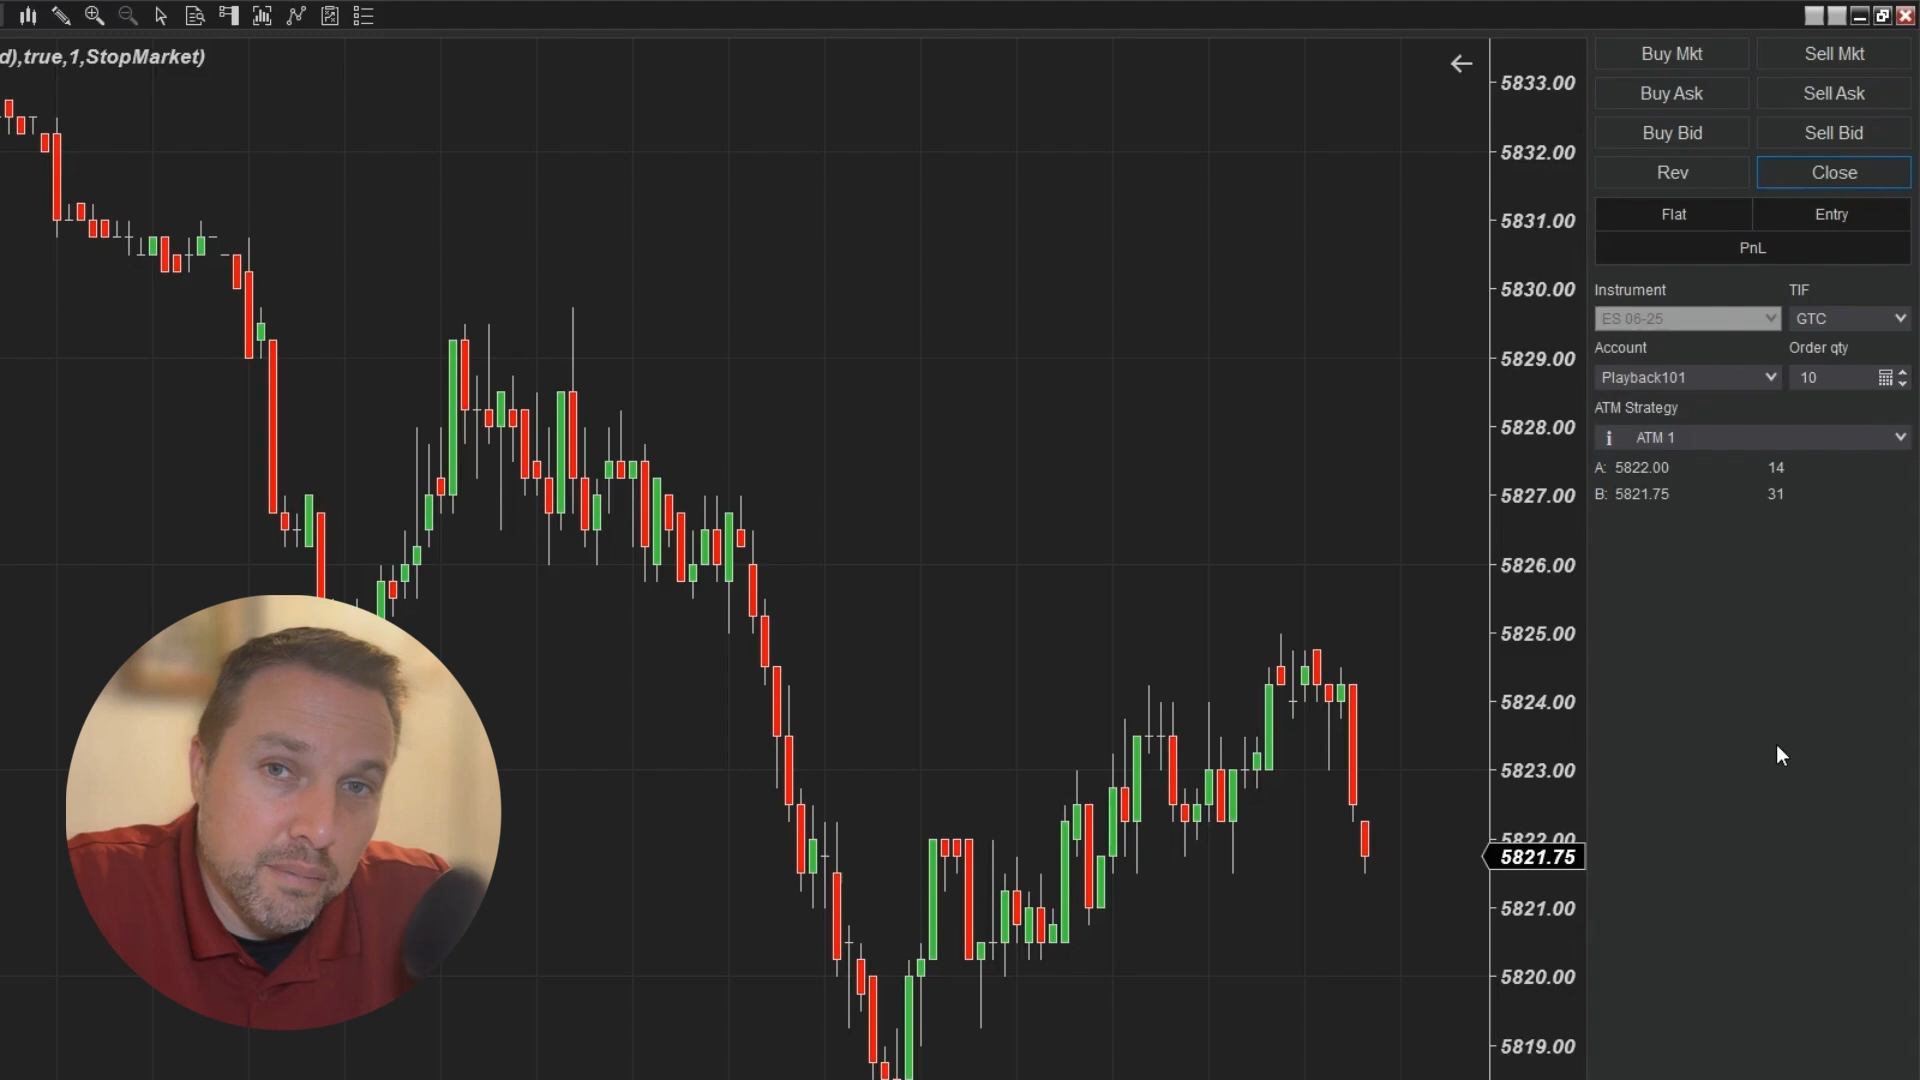 d),true,1,StopMarket)
5833.00
5832.00
5831.00
5830.00
5829.00
5828.00
5827.00
5826.00
5825.00
5824.00
5823.00
5822.00
5821.75
5821.00
5820.00
5819.00
Buy Mkt Sell Mkt
Buy Ask Sell Ask
Buy Bid Sell Bid
Rev Close
Flat Entry
PnL
Instrument TIF
ES 06-25 GTC
Account Order qty
Playback101 10
ATM Strategy
i ATM 1
A: 5822.00 14
B: 5821.75 31